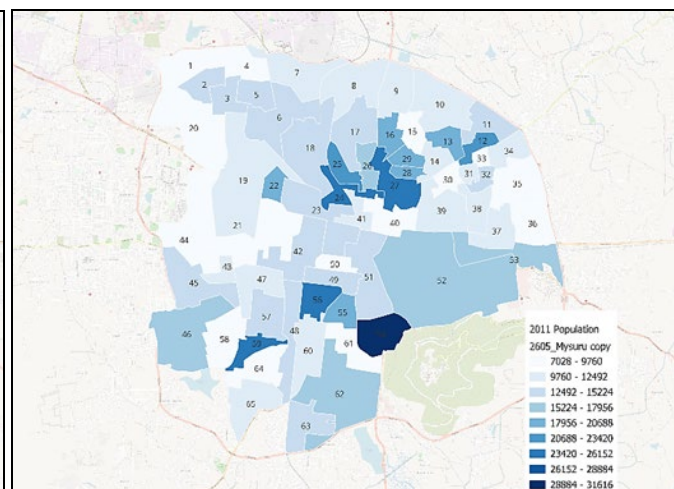 1 4 7
2 3 5 8 9
6 10
20 17 16 15 11
18 13 12
25 26 29 14 33 34
19 22 28 30 31 32
27 35
23 24 41 40 39 38
21 37 36
44 42
43 50 53
45 47 49 51 52
56
46 57 55
58 59 48 61
64 60
65 62
63
2011 Population
2605_Mysuru copy
7028 - 9760
9760 - 12492
12492 - 15224
15224 - 17956
17956 - 20688
20688 - 23420
23420 - 26152
26152 - 28884
28884 - 31616